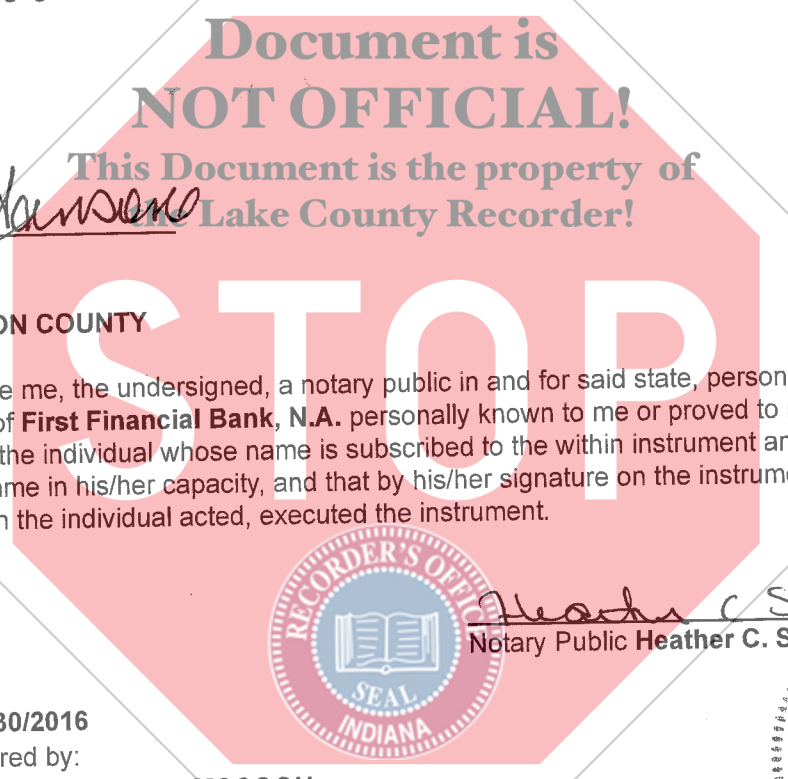 Document is
NOT OFFICIAL!
This Document is the property of
the Lake County Recorder!
STOP
ON COUNTY
e me, the undersigned, a notary public in and for said state, person
of First Financial Bank, N.A. personally known to me or proved to
the individual whose name is subscribed to the within instrument an
ame in his/her capacity, and that by his/her signature on the instrume
n the individual acted, executed the instrument.
RECORDER'S OFFICE
SEAL
INDIANA
Heather C S
Notary Public Heather C. S
30/2016
red by: